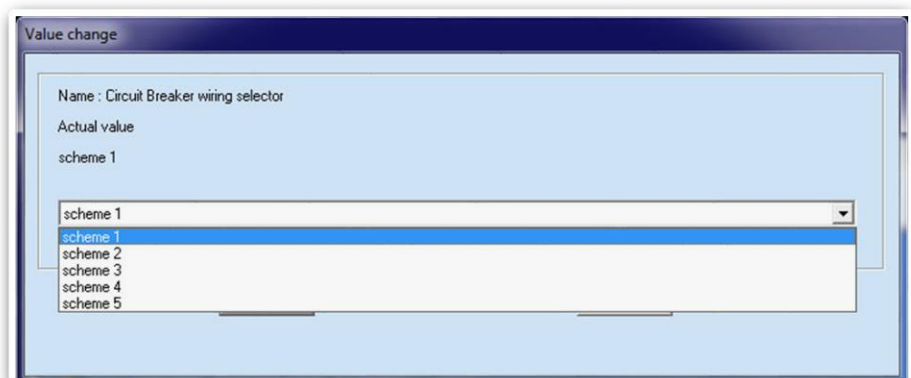 Value change
Name : Circuit Breaker wiring selector
Actual value
scheme 1
scheme 1
scheme 1
scheme 2
scheme 3
scheme 4
scheme 5